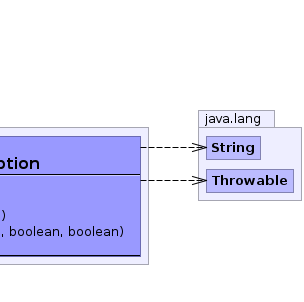 java.lang
String
ption
Throwable
)
, boolean, boolean)